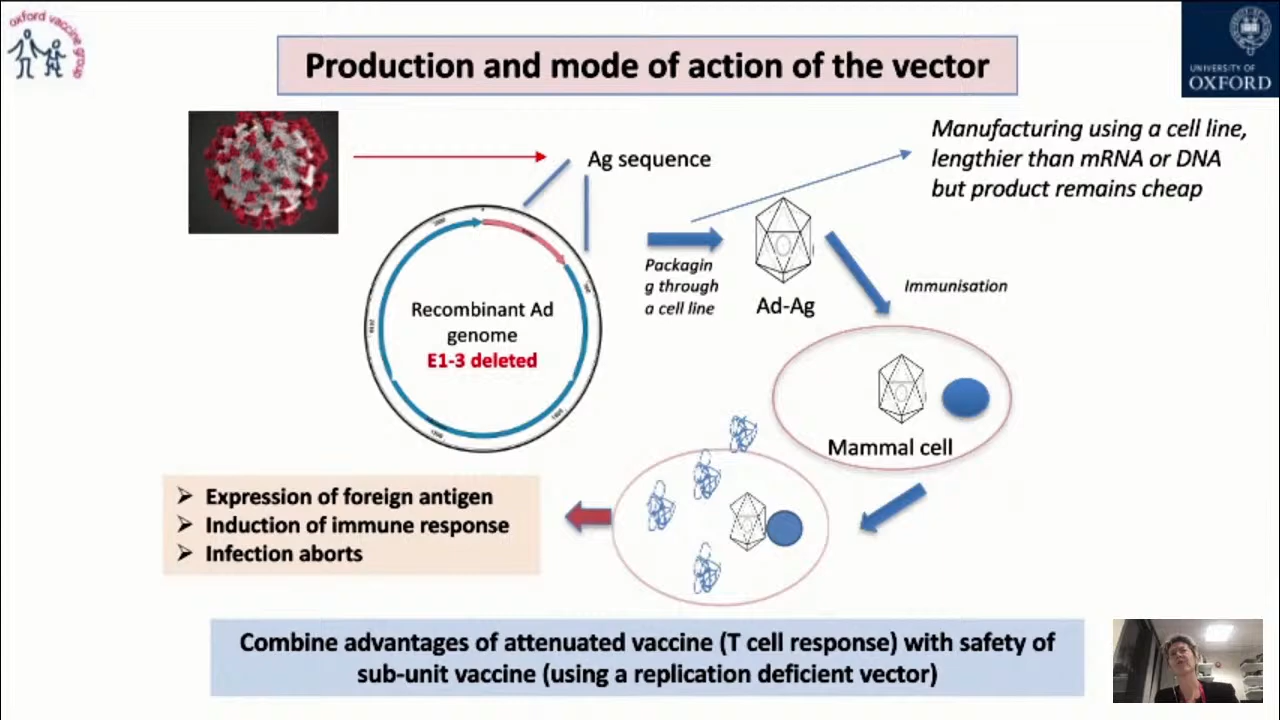 oxford vaccine group
Production and mode of action of the vector
UNIVERSITY OF
OXFORD
Ag sequence
Manufacturing using a cell line,
lengthier than mRNA or DNA
but product remains cheap
Recombinant Ad
genome
E1-3 deleted
Packagin
g through
a cell line
Ad-Ag
Immunisation
Mammal cell
➢ Expression of foreign antigen
➢ Induction of immune response
➢ Infection aborts
Combine advantages of attenuated vaccine (T cell response) with safety of
sub-unit vaccine (using a replication deficient vector)